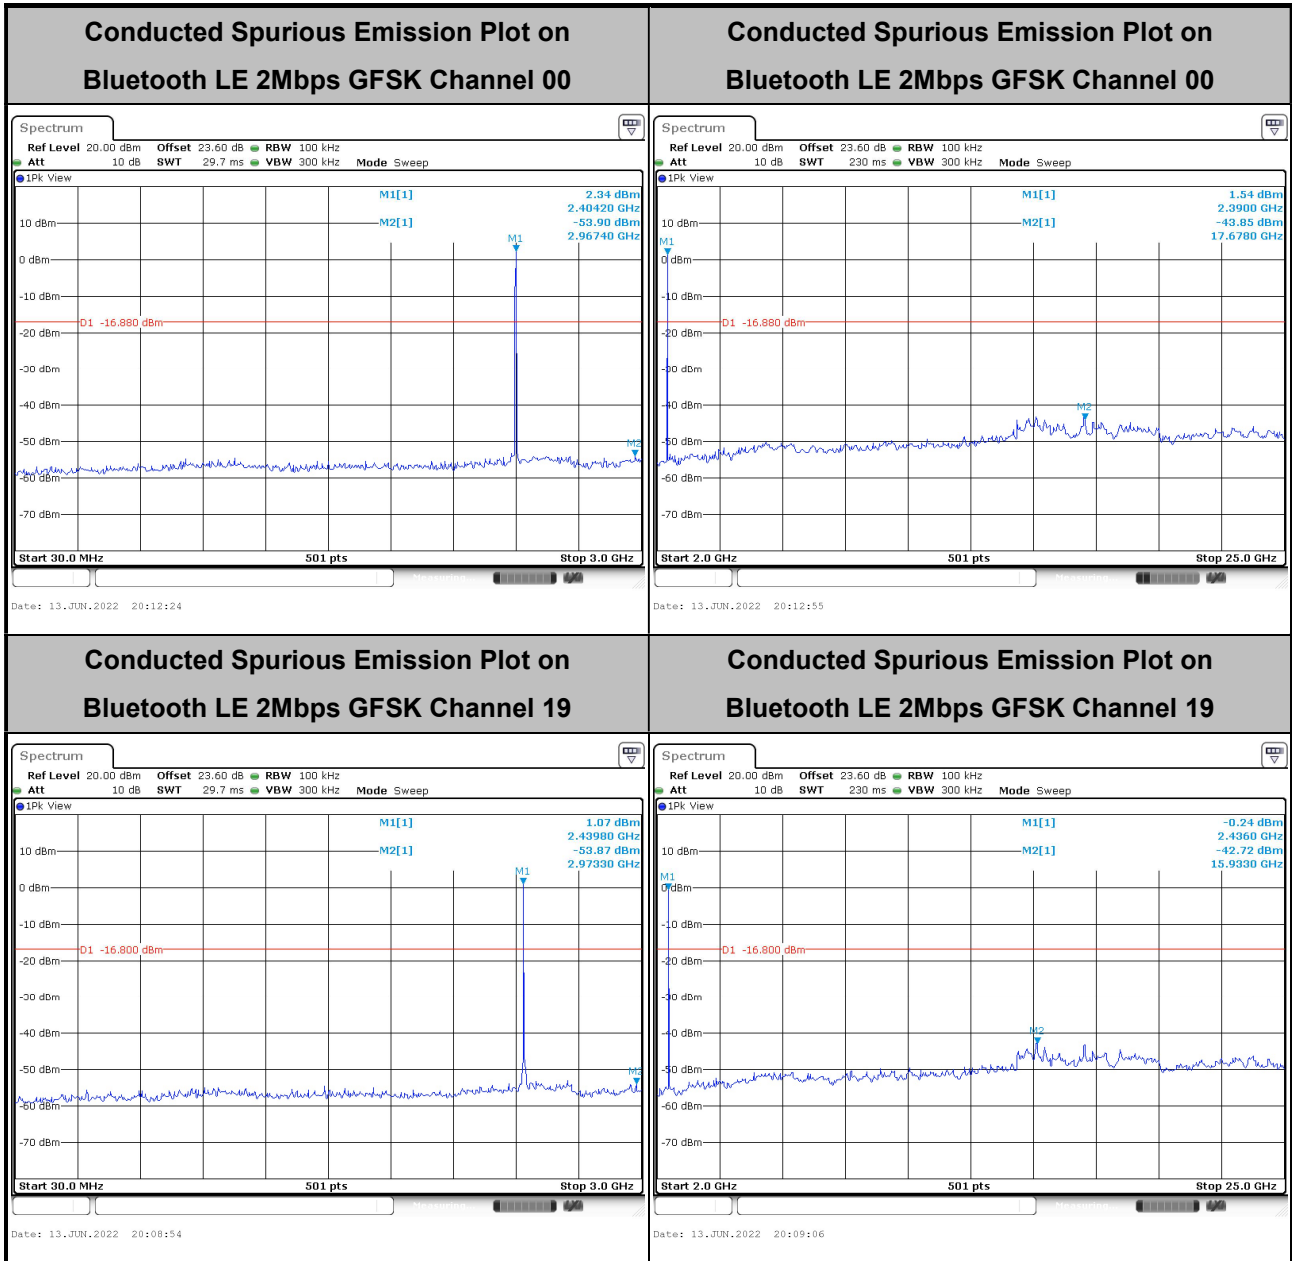 Conducted Spurious Emission Plot on
Bluetooth LE 2Mbps GFSK Channel 00
Spectrum
Ref Level 20.00 dBm Offset 23.60 dB RBW 100 kHz
Att 10 dB SWT 29.7 ms VBW 300 kHz Mode Sweep
1Pk View
M1[1] 2.34 dBm
2.40420 GHz
M2[1] -53.90 dBm
2.96740 GHz
10 dBm
M1
0 dBm
-10 dBm
D1 -16.880 dBm
-20 dBm
-30 dBm
-40 dBm
-50 dBm
M2
-60 dBm
-70 dBm
Start 30.0 MHz 501 pts Stop 3.0 GHz
Measuring...
Date: 13.JUN.2022 20:12:24
Conducted Spurious Emission Plot on
Bluetooth LE 2Mbps GFSK Channel 00
Spectrum
Ref Level 20.00 dBm Offset 23.60 dB RBW 100 kHz
Att 10 dB SWT 230 ms VBW 300 kHz Mode Sweep
1Pk View
M1[1] 1.54 dBm
2.3900 GHz
M2[1] -43.85 dBm
17.6780 GHz
10 dBm
M1
0 dBm
-10 dBm
D1 -16.880 dBm
-20 dBm
-30 dBm
-40 dBm
M2
-50 dBm
-60 dBm
-70 dBm
Start 2.0 GHz 501 pts Stop 25.0 GHz
Measuring...
Date: 13.JUN.2022 20:12:55
Conducted Spurious Emission Plot on
Bluetooth LE 2Mbps GFSK Channel 19
Spectrum
Ref Level 20.00 dBm Offset 23.60 dB RBW 100 kHz
Att 10 dB SWT 29.7 ms VBW 300 kHz Mode Sweep
1Pk View
M1[1] 1.07 dBm
2.43980 GHz
M2[1] -53.87 dBm
2.97330 GHz
10 dBm
M1
0 dBm
-10 dBm
D1 -16.800 dBm
-20 dBm
-30 dBm
-40 dBm
-50 dBm
M2
-60 dBm
-70 dBm
Start 30.0 MHz 501 pts Stop 3.0 GHz
Measuring...
Date: 13.JUN.2022 20:08:54
Conducted Spurious Emission Plot on
Bluetooth LE 2Mbps GFSK Channel 19
Spectrum
Ref Level 20.00 dBm Offset 23.60 dB RBW 100 kHz
Att 10 dB SWT 230 ms VBW 300 kHz Mode Sweep
1Pk View
M1[1] -0.24 dBm
2.4360 GHz
M2[1] -42.72 dBm
15.9330 GHz
10 dBm
M1
0 dBm
-10 dBm
D1 -16.800 dBm
-20 dBm
-30 dBm
-40 dBm
M2
-50 dBm
-60 dBm
-70 dBm
Start 2.0 GHz 501 pts Stop 25.0 GHz
Measuring...
Date: 13.JUN.2022 20:09:06